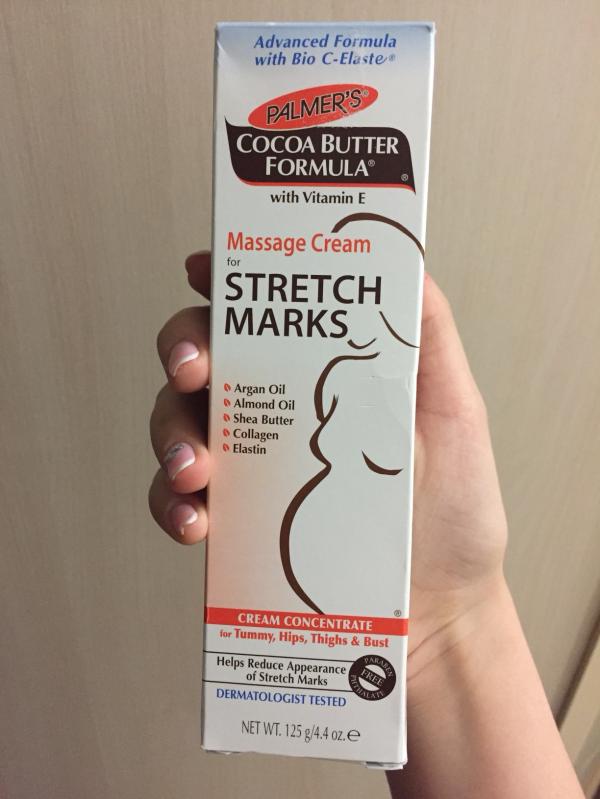 Advanced Formula
with Bio C-Elaste®
PALMER'S®
COCOA BUTTER
FORMULA®
®
with Vitamin E
Massage Cream
for
STRETCH
MARKS
Argan Oil
Almond Oil
Shea Butter
Collagen
Elastin
®
CREAM CONCENTRATE
for Tummy, Hips, Thighs & Bust
Helps Reduce Appearance
of Stretch Marks
PARABEN
FREE
PHTHALATE
DERMATOLOGIST TESTED
NET WT. 125 g/4.4 oz.℮